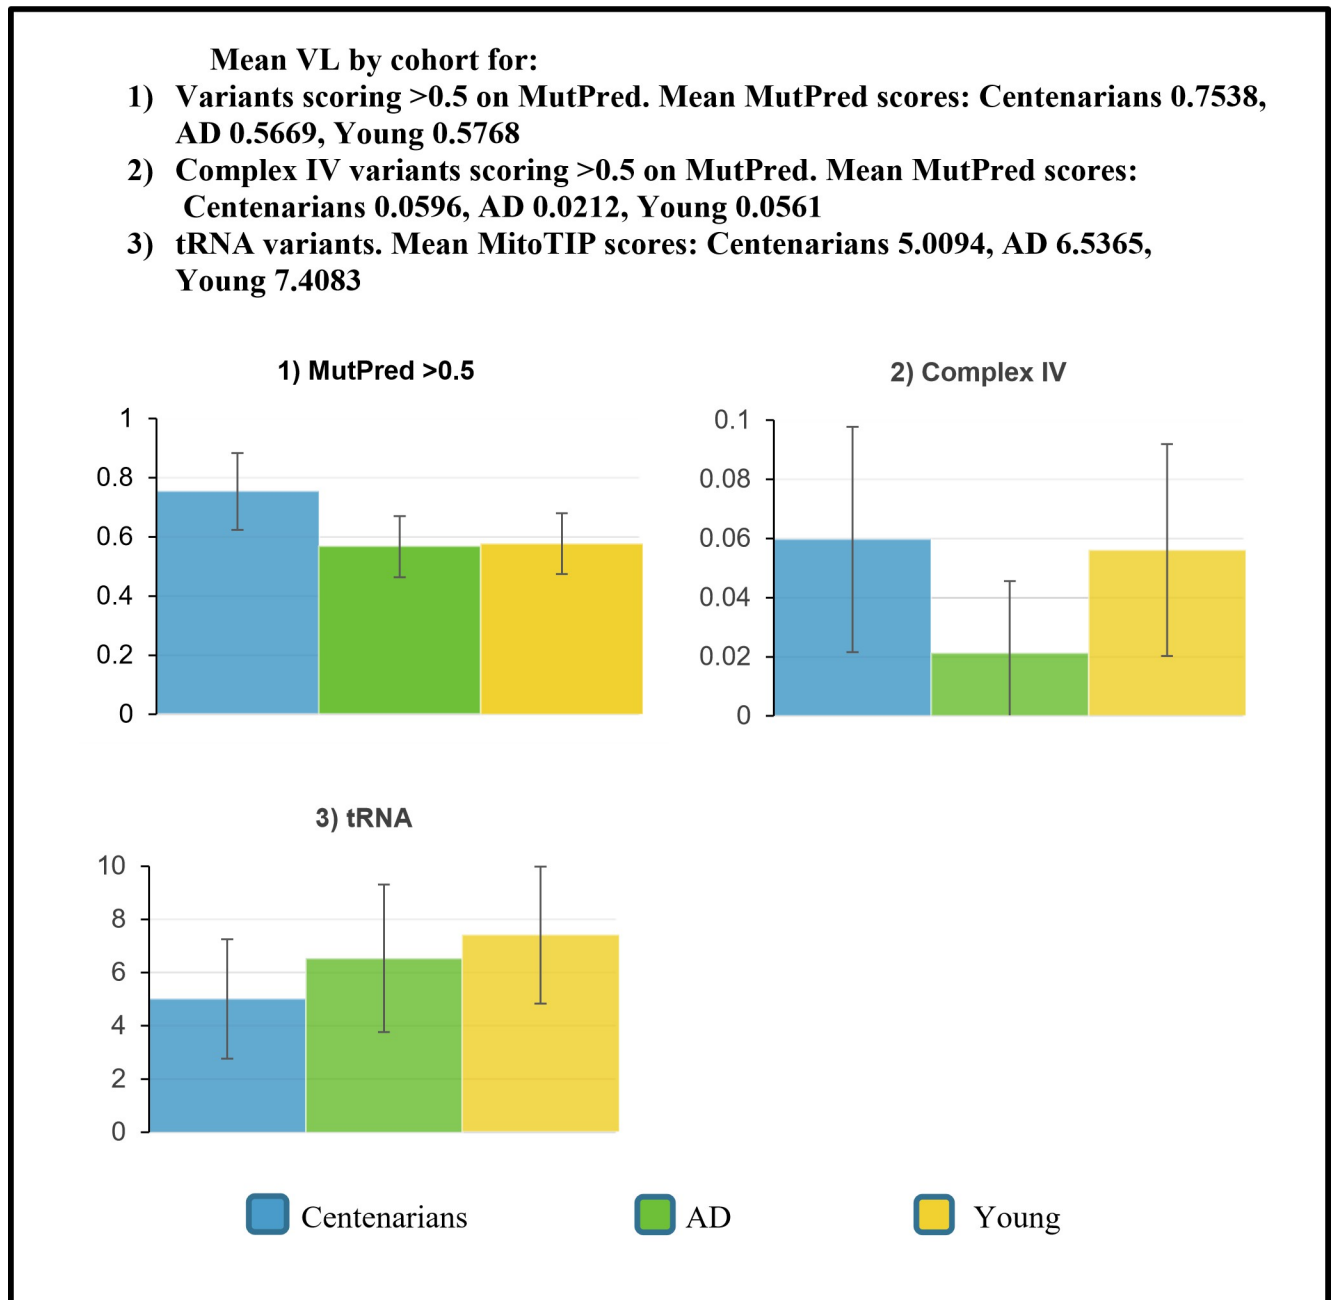 Mean VL by cohort for:
1) Variants scoring >0.5 on MutPred. Mean MutPred scores: Centenarians 0.7538,
AD 0.5669, Young 0.5768
2) Complex IV variants scoring >0.5 on MutPred. Mean MutPred scores:
Centenarians 0.0596, AD 0.0212, Young 0.0561
3) tRNA variants. Mean MitoTIP scores: Centenarians 5.0094, AD 6.5365,
Young 7.4083
1) MutPred >0.5
1
0.8
0.6
0.4
0.2
0
2) Complex IV
0.1
0.08
0.06
0.04
0.02
0
3) tRNA
10
8
6
4
2
0
Centenarians AD Young